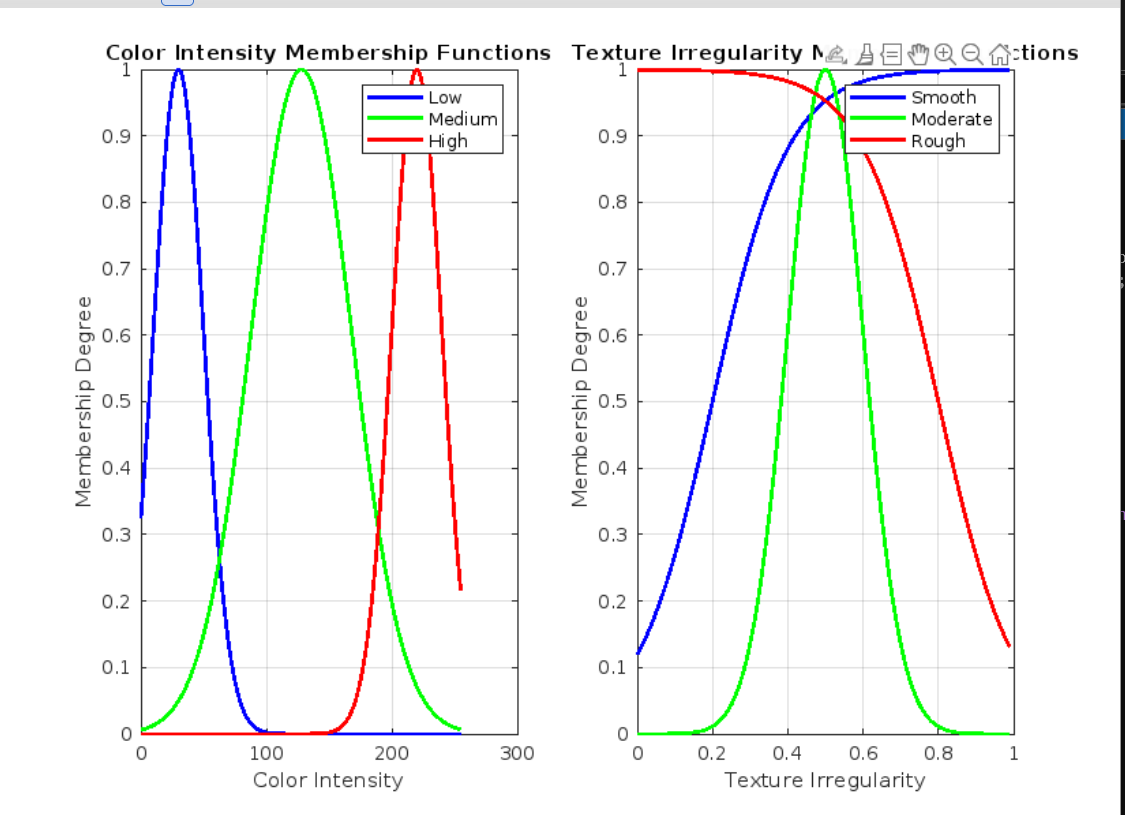 Color Intensity Membership Functions
Low
Medium
High
1
0.9
0.8
0.7
0.6
0.5
0.4
0.3
0.2
0.1
0
Membership Degree
0
100
200
300
Color Intensity
Texture Irregularity
Smooth
Moderate
Rough
1
0.9
0.8
0.7
0.6
0.5
0.4
0.3
0.2
0.1
0
Membership Degree
0
0.2
0.4
0.6
0.8
1
Texture Irregularity